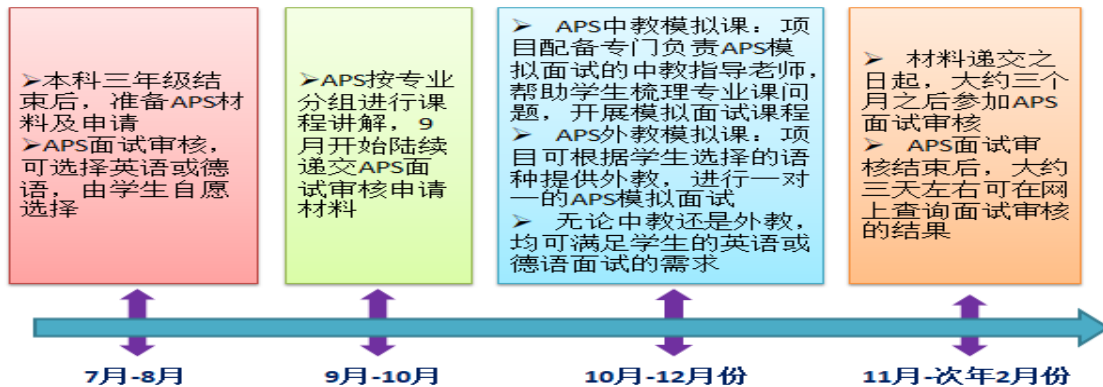 ➢本科三年级结
束后，准备APS材
料及申请
➢APS面试审核，
可选择英语或德
语，由学生自愿
选择
➢APS按专业
分组进行课
程讲解，9
月开始陆续
递交APS面
试审核申请
材料
➢ APS中教模拟课：项
目配备专门负责APS模
拟面试的中教指导老师，
帮助学生梳理专业课问
题，开展模拟面试课程
➢ APS外教模拟课：项
目可根据学生选择的语
种提供外教，进行一对
一的APS模拟面试
➢ 无论中教还是外教，
均可满足学生的英语或
德语面试的需求
➢ 材料递交之
日起，大约三个
月之后参加APS
面试审核
➢ APS面试审
核结束后，大约
三天左右可在网
上查询面试审核
的结果
7月-8月
9月-10月
10月-12月份
11月-次年2月份